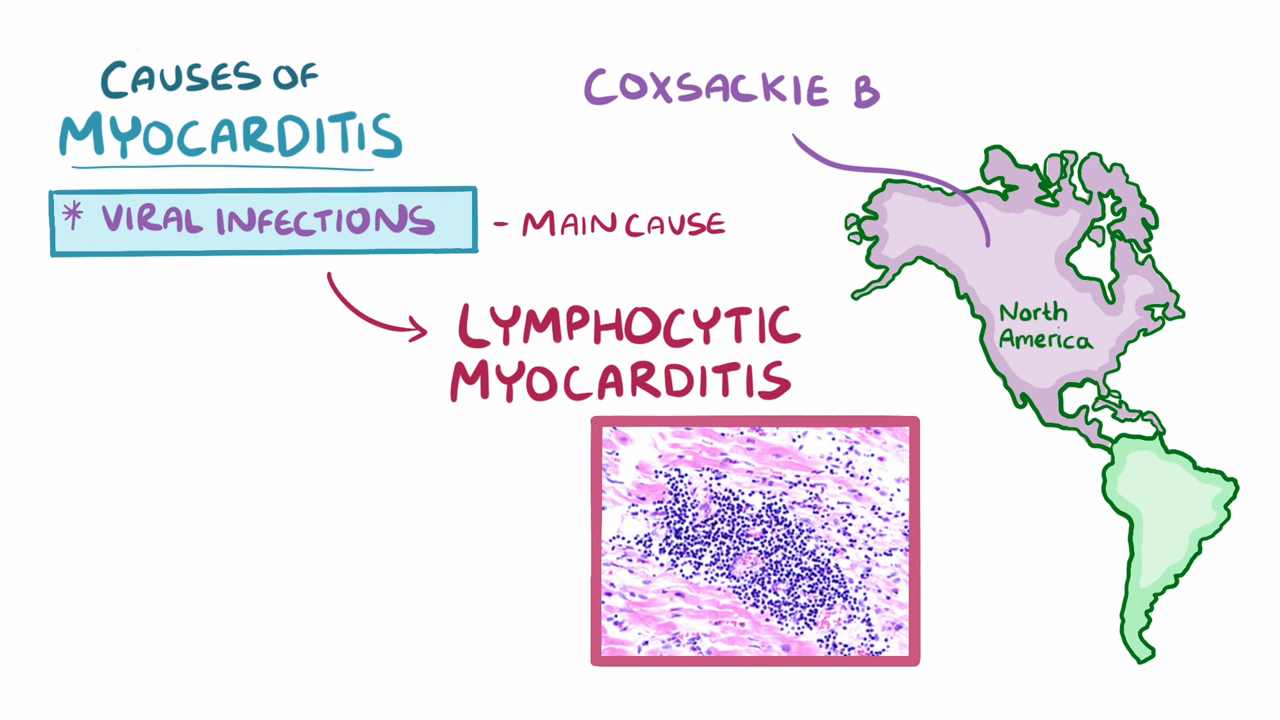 CAUSES OF
MYOCARDITIS
* VIRAL INFECTIONS
- MAIN CAUSE
LYMPHOCYTIC
MYOCARDITIS
COXSACKIE B
North
America